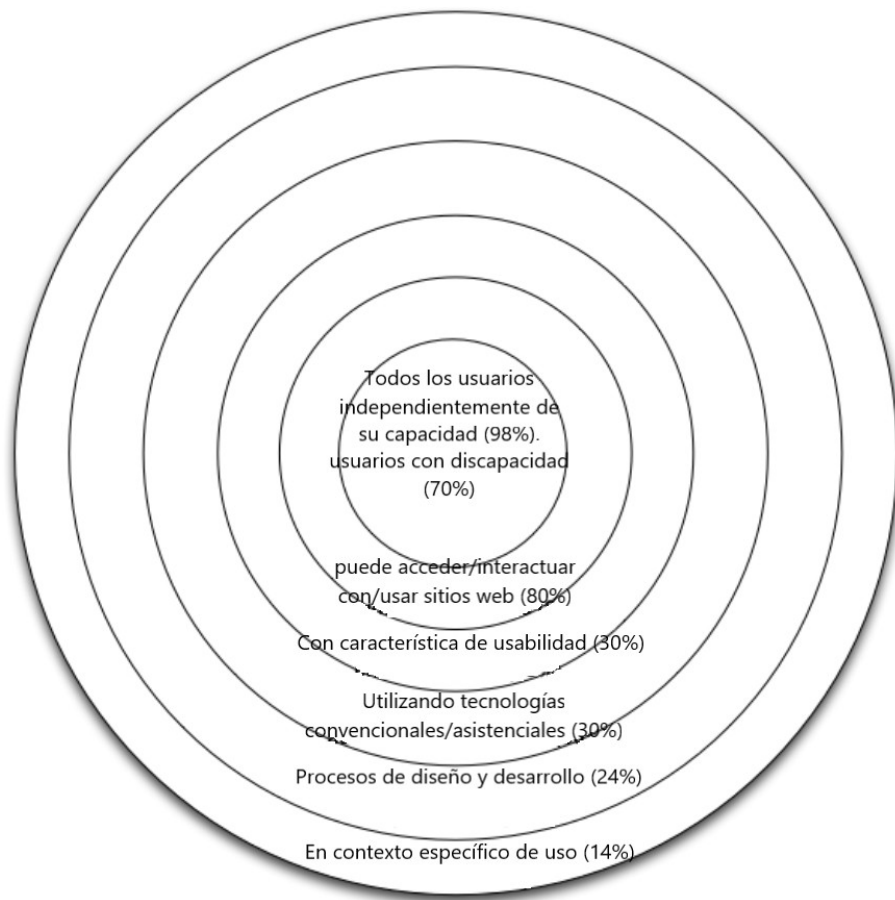 Todos los usuarios
independientemente de
su capacidad (98%).
usuarios con discapacidad
(70%)
puede acceder/interactuar
con/usar sitios web (80%)
Con característica de usabilidad (30%)
Utilizando tecnologías
convencionales/asistenciales (30%)
Procesos de diseño y desarrollo (24%)
En contexto específico de uso (14%)